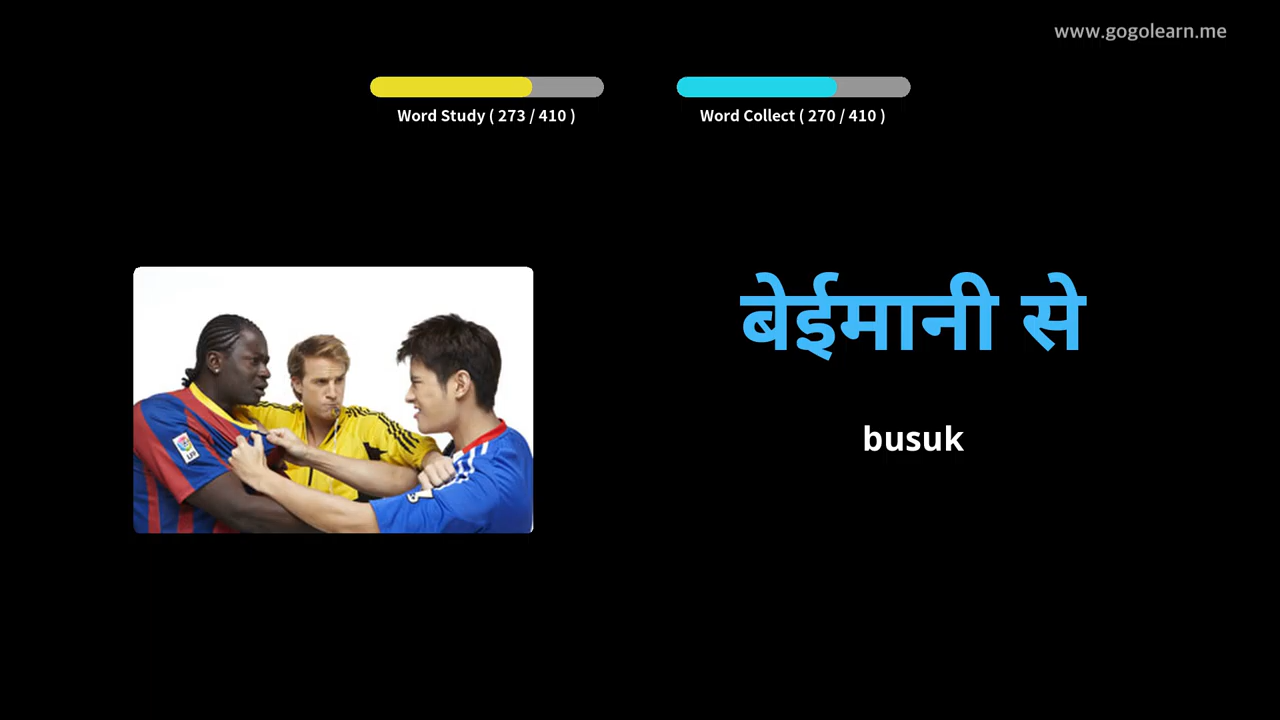 www.gogolearn.me
Word Study ( 273 / 410 )
Word Collect ( 270 / 410 )
बेईमानी से
busuk